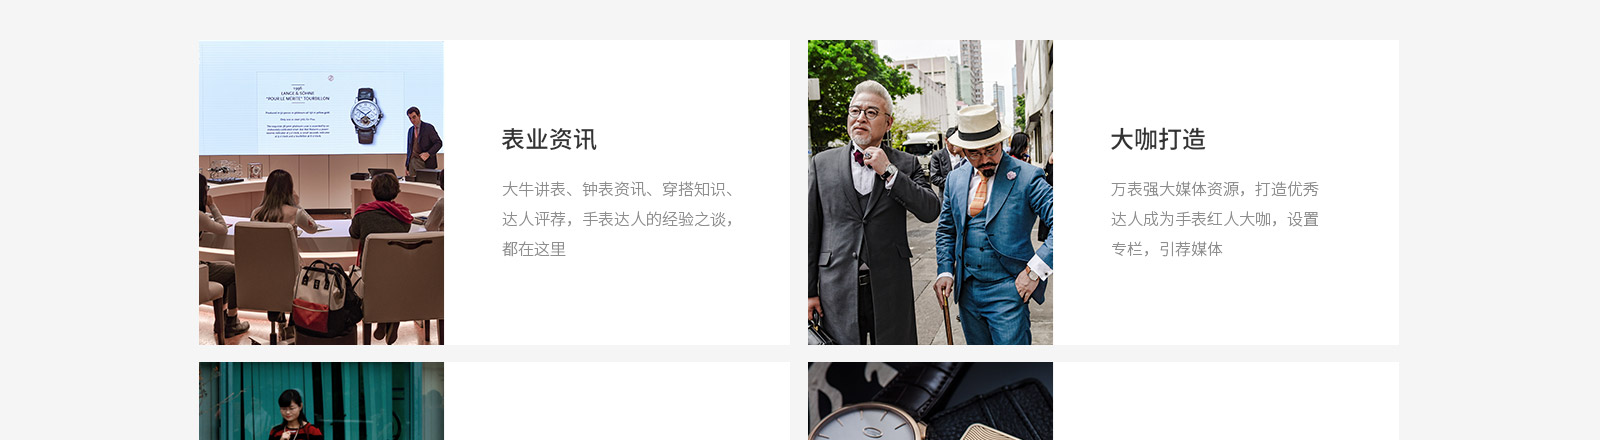 1998
LANGE & SÖHNE
"POUR LE MÉRITE" TOURBILLON
表业资讯
大牛讲表、钟表资讯、穿搭知识、
达人评荐，手表达人的经验之谈，
都在这里
大咖打造
万表强大媒体资源，打造优秀
达人成为手表红人大咖，设置
专栏，引荐媒体